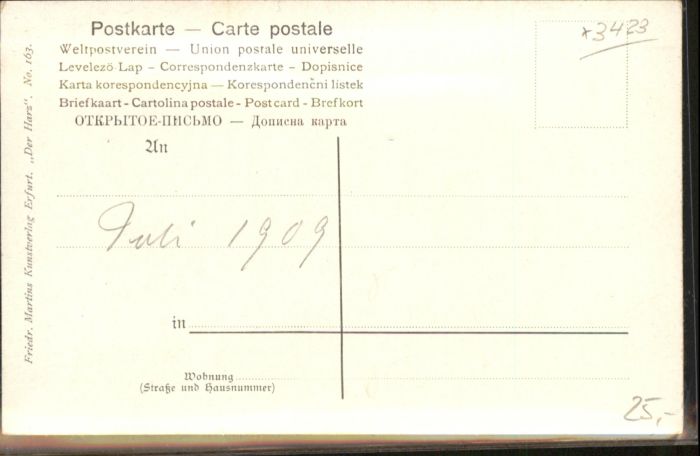 Postkarte — Carte postale
Weltpostverein — Union postale universelle
Levelezö-Lap – Correspondenzkarte – Dopisnice
Karta korespondencyjna — Korespondenčni listek
Briefkaart - Cartolina postale - Post card - Brefkort
ОТКРЫТОЕ-ПИСЬМО — Дописна карта
*3423
An
Juli 1909
in
Wohnung
(Straße und Hausnummer)
25,-
Friedr. Martins Kunstverlag Erfurt. „Der Harz". No. 163.